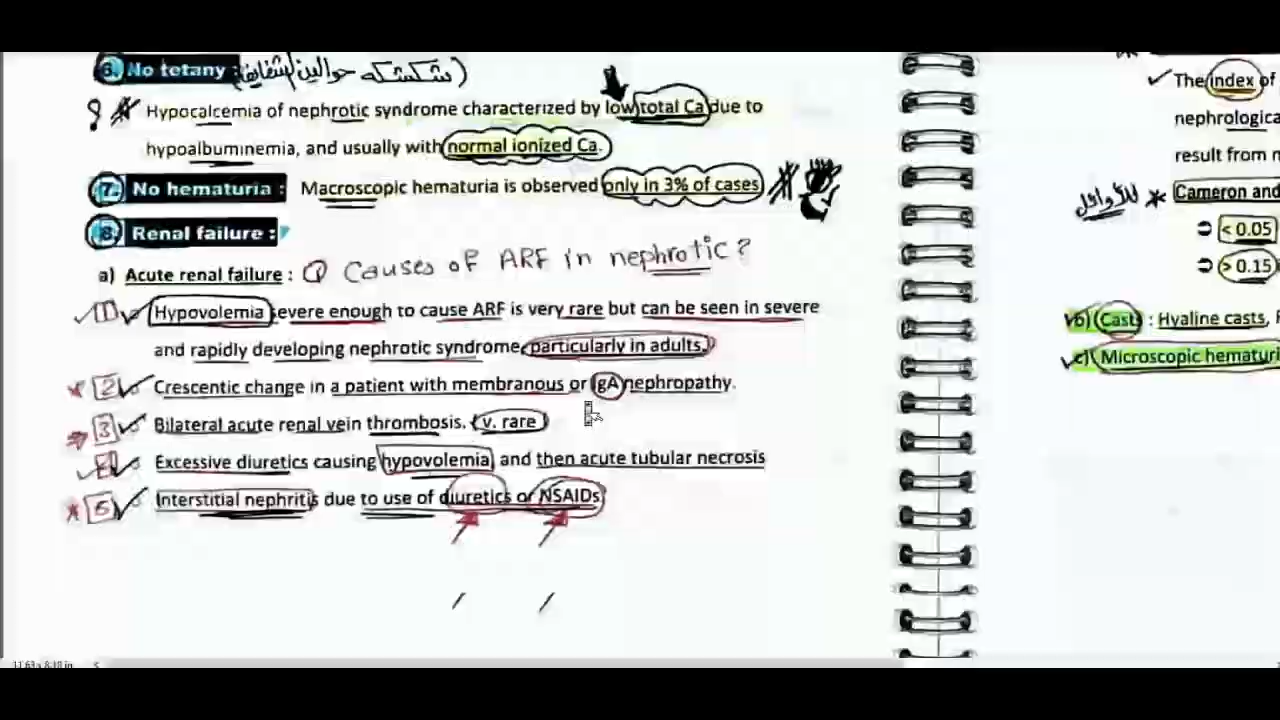 6. No tetany : (شكشكه حوالين الشفايف)
Hypocalcemia of nephrotic syndrome characterized by low total Ca due to
hypoalbuminemia, and usually with normal ionized Ca.
7. No hematuria : Macroscopic hematuria is observed only in 3% of cases
8. Renal failure :
a) Acute renal failure : Q Causes of ARF in nephrotic?
1 Hypovolemia severe enough to cause ARF is very rare but can be seen in severe
and rapidly developing nephrotic syndrome, particularly in adults.
2 Crescentic change in a patient with membranous or IgA nephropathy.
3 Bilateral acute renal vein thrombosis. (v. rare)
4 Excessive diuretics causing hypovolemia and then acute tubular necrosis
5 Interstitial nephritis due to use of diuretics or NSAIDs
The index of
nephrologica
result from
للأوائل * Cameron and
< 0.05
> 0.15
b) Cast : Hyaline casts,
c) Microscopic hematuri